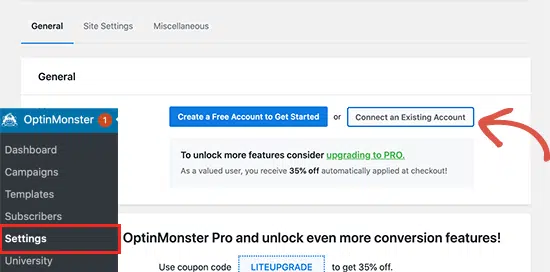 General Site Settings Miscellaneous
General
Create a Free Account to Get Started or Connect an Existing Account
To unlock more features consider upgrading to PRO.
As a valued user, you receive 35% off automatically applied at checkout!
OptinMonster 1
Dashboard
Campaigns
Templates
Subscribers
Settings
University
OptinMonster Pro and unlock even more conversion features!
Use coupon code LITEUPGRADE to get 35% off.